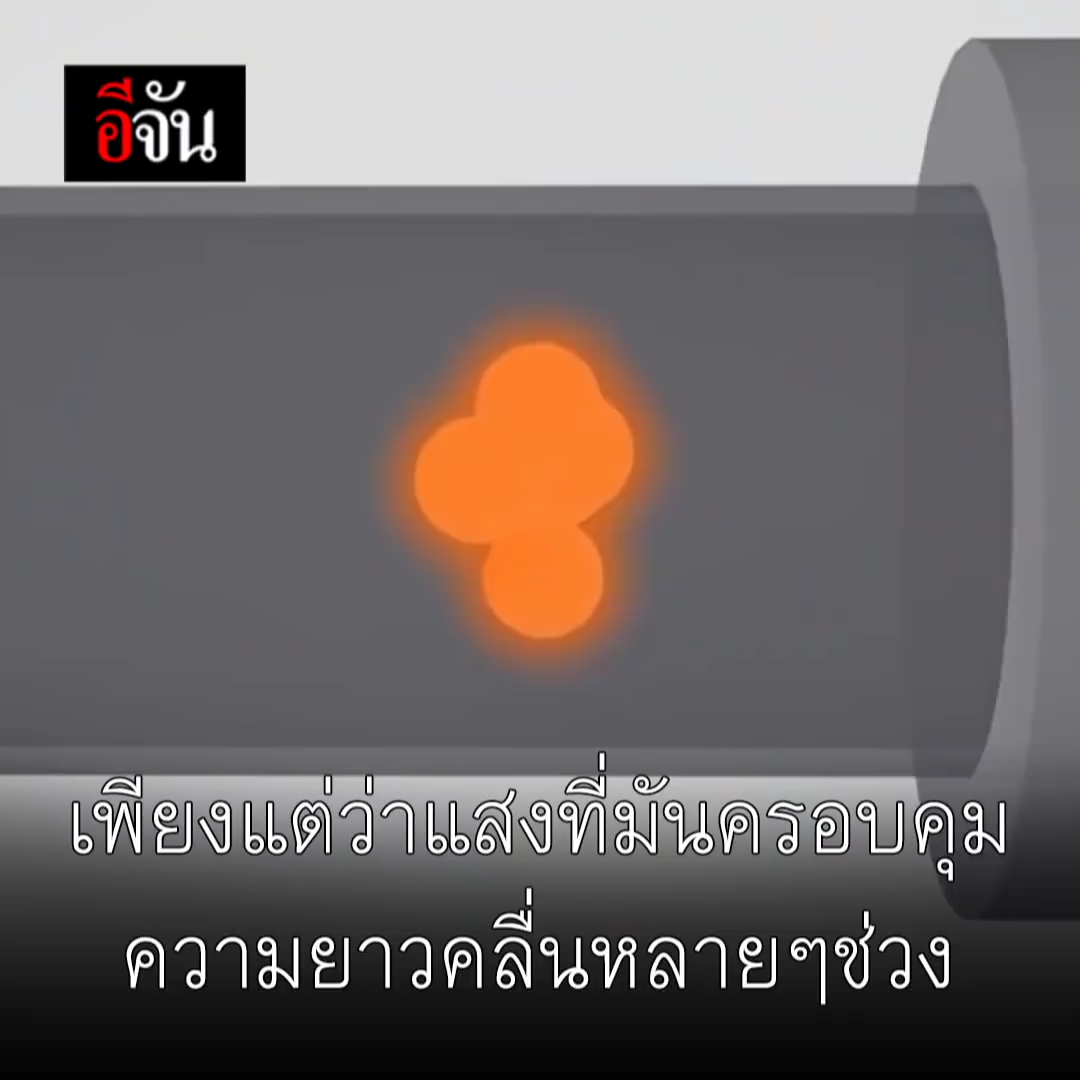 อีจัน
เพียงแต่ว่าแสงที่มันครอบคุม
ความยาวคลื่นหลายๆช่วง